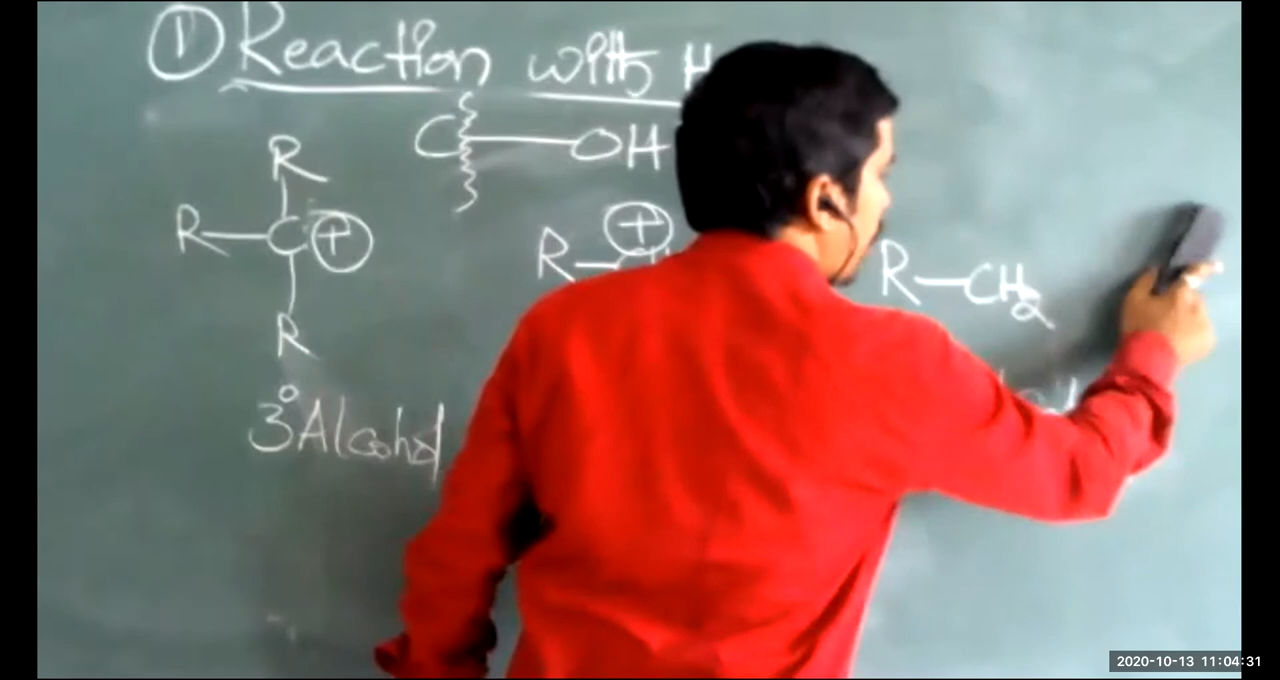 ① Reaction with H
C—OH
R
R—C⊕ R— ⊕ R—CH₂
R
3° Alcohol
2020-10-13 11:04:31